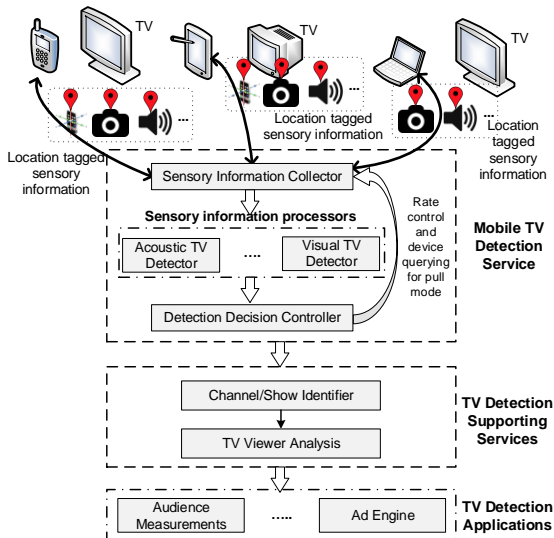 TV
TV
TV
...
...
...
Location tagged
sensory
information
Location tagged
sensory information
Location
tagged
sensory
information
Sensory Information Collector
Sensory information processors
Acoustic TV
Detector
....
Visual TV
Detector
Detection Decision Controller
Rate
control
and
device
querying
for pull
mode
Mobile TV
Detection
Service
Channel/Show Identifier
TV Viewer Analysis
TV Detection
Supporting
Services
Audience
Measurements
.....
Ad Engine
TV Detection
Applications